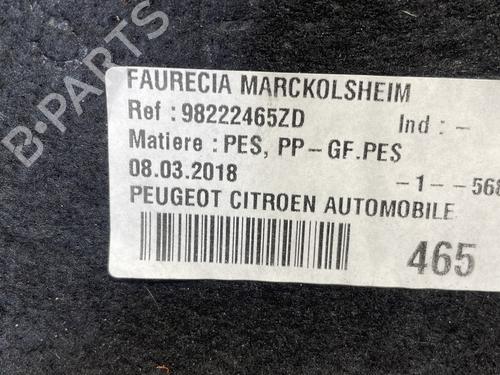 FAURECIA MARCKOLSHEIM
Ref : 98222465ZD Ind : -
Matiere : PES, PP-GF.PES
08.03.2018 -1--568
PEUGEOT CITROEN AUTOMOBILE
465
B-PARTS